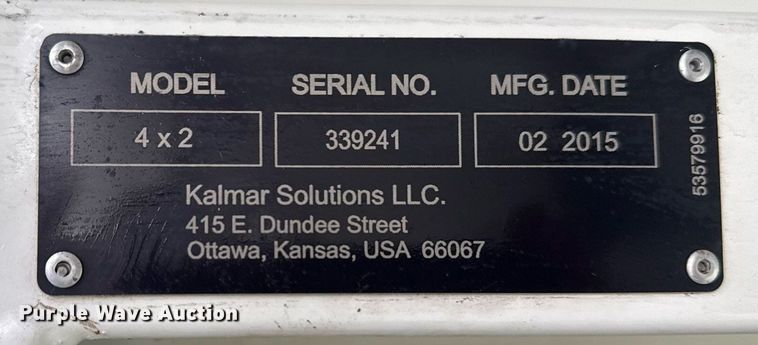 MODEL SERIAL NO. MFG. DATE
4 x 2 339241 02 2015
Kalmar Solutions LLC.
415 E. Dundee Street
Ottawa, Kansas, USA 66067
53579916
Purple Wave Auction